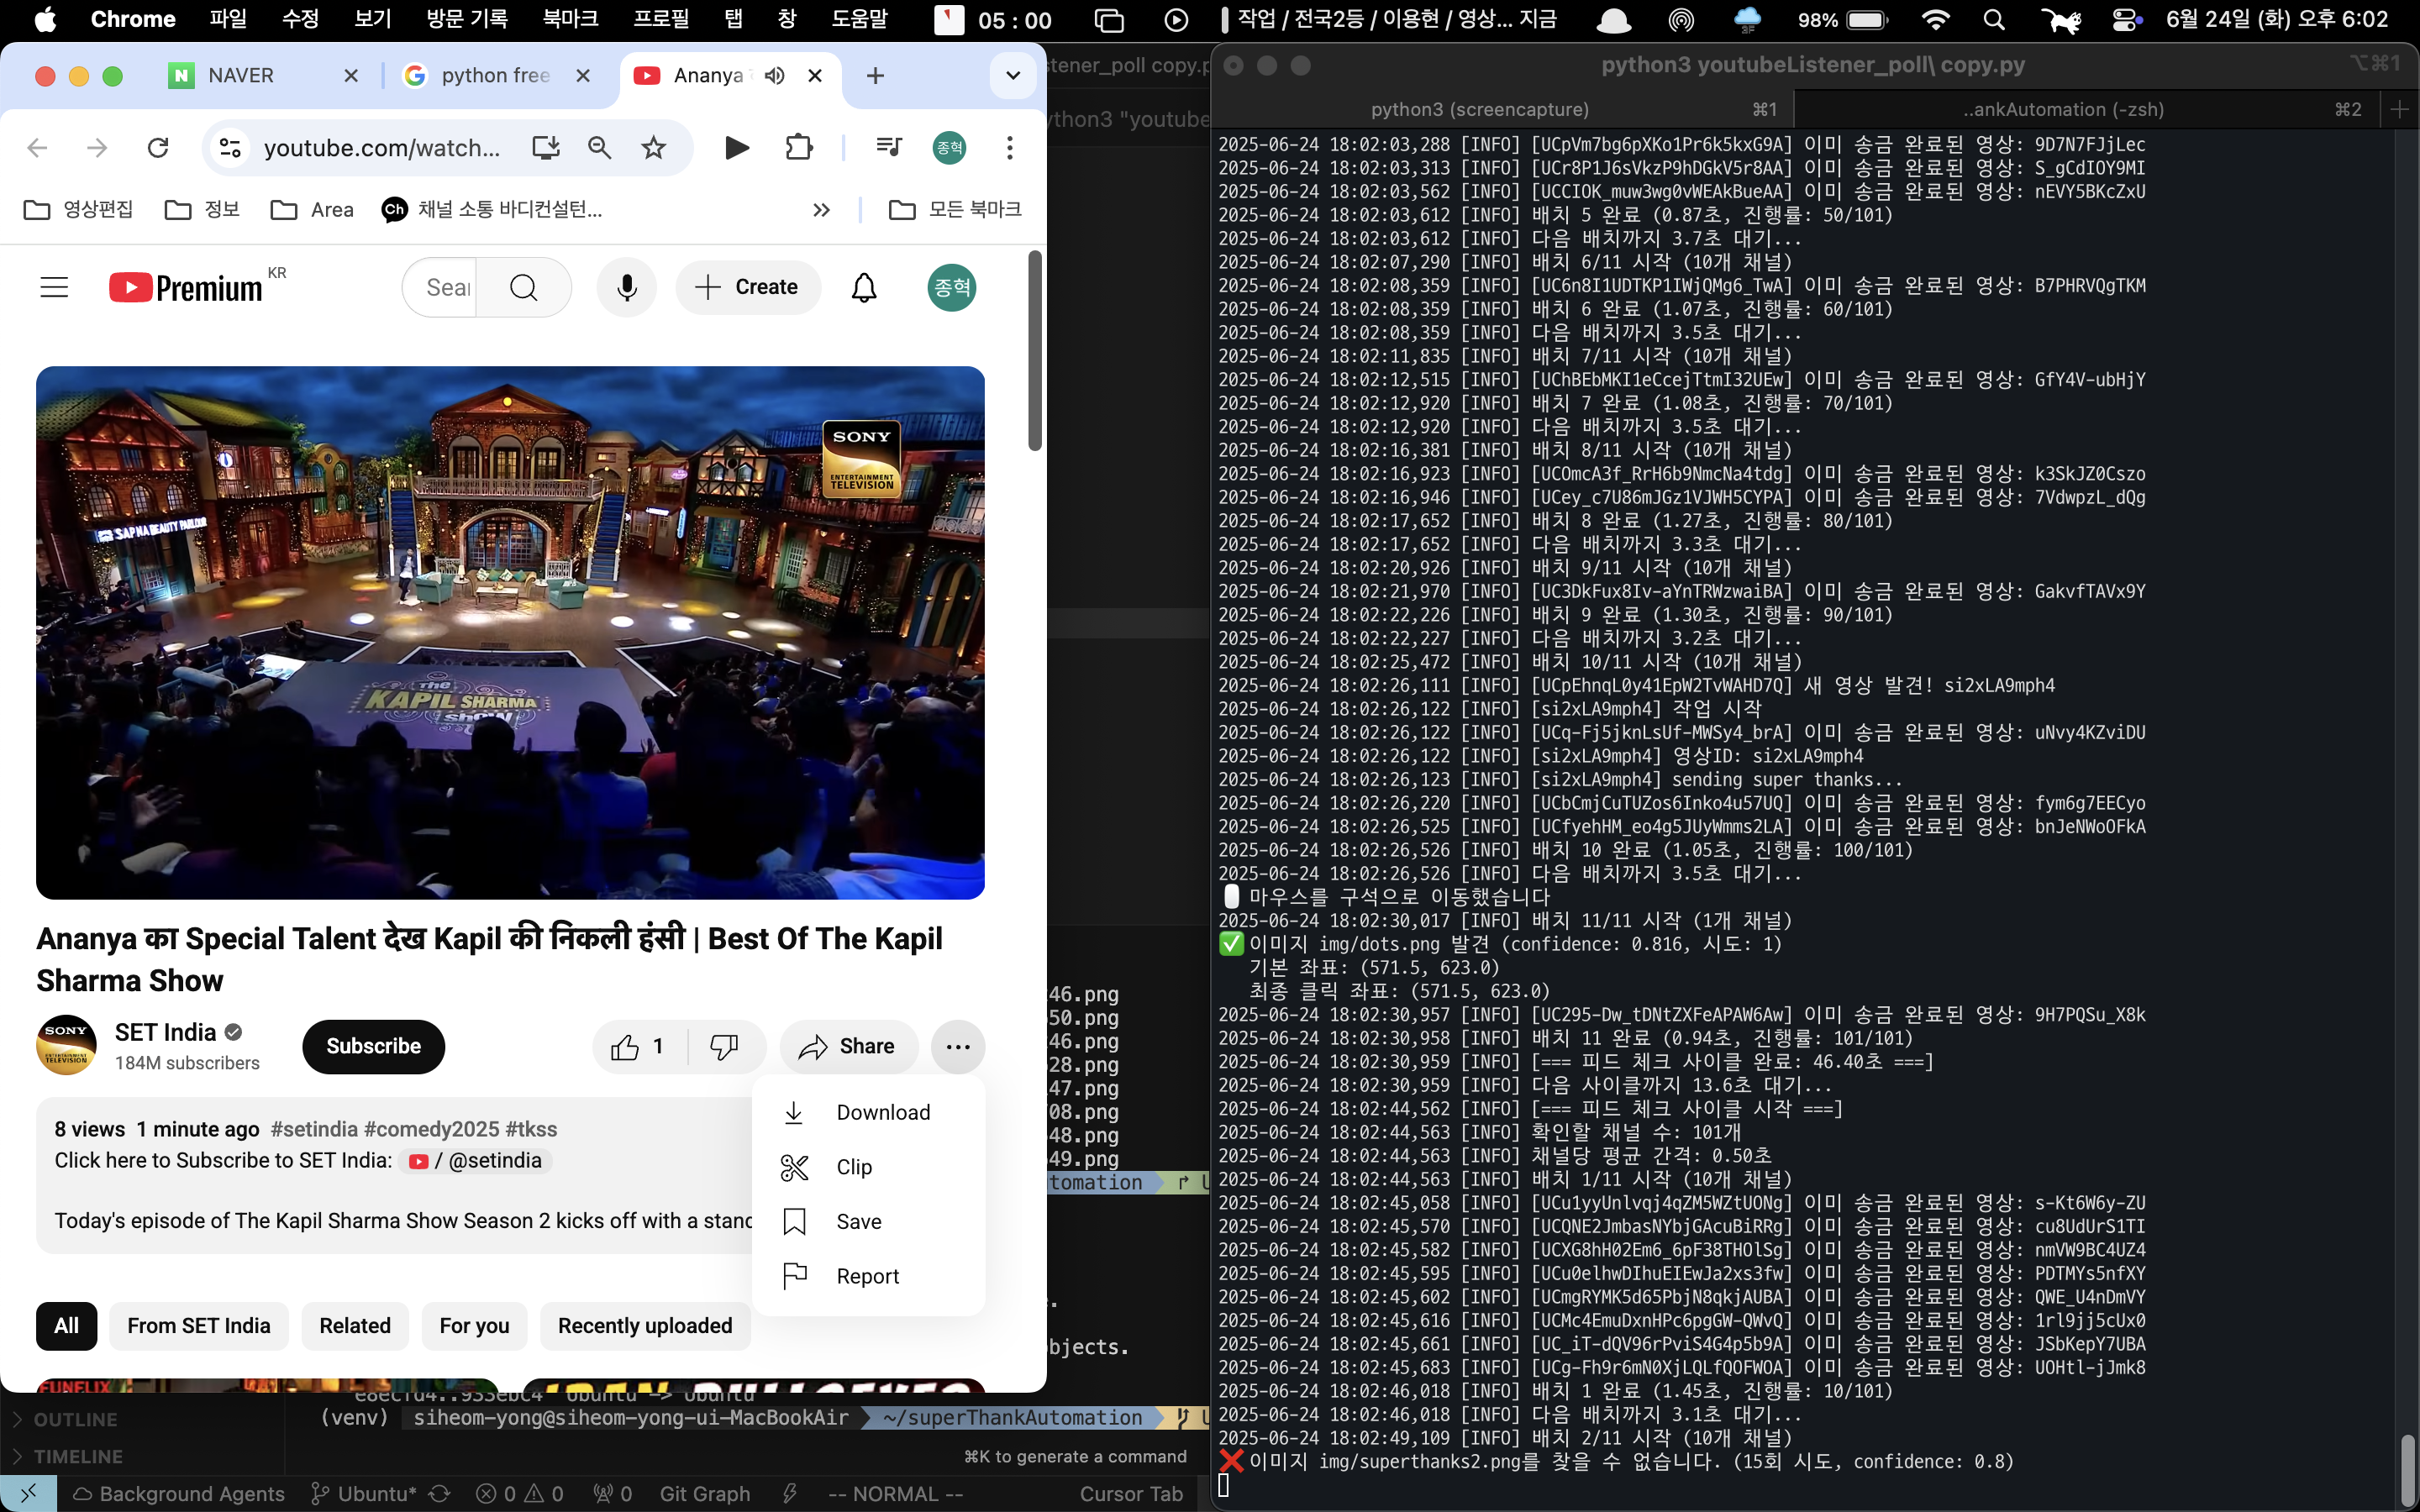 Chrome 파일 수정 보기 방문 기록 북마크 프로필 탭 창 도움말 05 : 00 작업 / 전국2등 / 이용현 / 영상... 지금 3F 98% 6월 24일 (화) 오후 6:02
NAVER
python free
Ananya
youtube.com/watch...
종혁
영상편집
정보
Area
Ch 채널 소통 바디컨설턴...
모든 북마크
Premium KR
Sear
Create
종혁
SONY
ENTERTAINMENT
TELEVISION
SAPNA BEAUTY PARLOUR
The
KAPIL SHARMA
show
Ananya का Special Talent देख Kapil की निकली हंसी | Best Of The Kapil
Sharma Show
SONY
SET India
184M subscribers
Subscribe
1
Share
Download
Clip
Save
Report
8 views 1 minute ago #setindia #comedy2025 #tkss
Click here to Subscribe to SET India: / @setindia
Today's episode of The Kapil Sharma Show Season 2 kicks off with a stand
All
From SET India
Related
For you
Recently uploaded
FUNFLIX
stener_poll copy.p
ython3 "youtube
46.png
50.png
46.png
28.png
47.png
08.png
48.png
49.png
tomation
bjects.
e8ecfd4..933ebc4 Ubuntu -> Ubuntu
(venv) siheom-yong@siheom-yong-ui-MacBookAir ~/superThankAutomation
⌘K to generate a command
OUTLINE
TIMELINE
Background Agents Ubuntu* 0 0 0 Git Graph -- NORMAL -- Cursor Tab
python3 youtubeListener_poll\ copy.py ⌥⌘1
python3 (screencapture) ⌘1 ..ankAutomation (-zsh) ⌘2
2025-06-24 18:02:03,288 [INFO] [UCpVm7bg6pXKo1Pr6k5kxG9A] 이미 송금 완료된 영상: 9D7N7FJjLec
2025-06-24 18:02:03,313 [INFO] [UCr8P1J6sVkzP9hDGkV5r8AA] 이미 송금 완료된 영상: S_gCdIOY9MI
2025-06-24 18:02:03,562 [INFO] [UCCIOK_muw3wg0vWEAkBueAA] 이미 송금 완료된 영상: nEVY5BKcZxU
2025-06-24 18:02:03,612 [INFO] 배치 5 완료 (0.87초, 진행률: 50/101)
2025-06-24 18:02:03,612 [INFO] 다음 배치까지 3.7초 대기...
2025-06-24 18:02:07,290 [INFO] 배치 6/11 시작 (10개 채널)
2025-06-24 18:02:08,359 [INFO] [UC6n8I1UDTKP1IWjQMg6_TwA] 이미 송금 완료된 영상: B7PHRVQgTKM
2025-06-24 18:02:08,359 [INFO] 배치 6 완료 (1.07초, 진행률: 60/101)
2025-06-24 18:02:08,359 [INFO] 다음 배치까지 3.5초 대기...
2025-06-24 18:02:11,835 [INFO] 배치 7/11 시작 (10개 채널)
2025-06-24 18:02:12,515 [INFO] [UChBEbMKI1eCcejTtmI32UEw] 이미 송금 완료된 영상: GfY4V-ubHjY
2025-06-24 18:02:12,920 [INFO] 배치 7 완료 (1.08초, 진행률: 70/101)
2025-06-24 18:02:12,920 [INFO] 다음 배치까지 3.5초 대기...
2025-06-24 18:02:16,381 [INFO] 배치 8/11 시작 (10개 채널)
2025-06-24 18:02:16,923 [INFO] [UCOmcA3f_RrH6b9NmcNa4tdg] 이미 송금 완료된 영상: k3SkJZ0Cszo
2025-06-24 18:02:16,946 [INFO] [UCey_c7U86mJGz1VJWH5CYPA] 이미 송금 완료된 영상: 7VdwpzL_dQg
2025-06-24 18:02:17,652 [INFO] 배치 8 완료 (1.27초, 진행률: 80/101)
2025-06-24 18:02:17,652 [INFO] 다음 배치까지 3.3초 대기...
2025-06-24 18:02:20,926 [INFO] 배치 9/11 시작 (10개 채널)
2025-06-24 18:02:21,970 [INFO] [UC3DkFux8Iv-aYnTRWzwaiBA] 이미 송금 완료된 영상: GakvfTAVx9Y
2025-06-24 18:02:22,226 [INFO] 배치 9 완료 (1.30초, 진행률: 90/101)
2025-06-24 18:02:22,227 [INFO] 다음 배치까지 3.2초 대기...
2025-06-24 18:02:25,472 [INFO] 배치 10/11 시작 (10개 채널)
2025-06-24 18:02:26,111 [INFO] [UCpEhnqL0y41EpW2TvWAHD7Q] 새 영상 발견! si2xLA9mph4
2025-06-24 18:02:26,122 [INFO] [si2xLA9mph4] 작업 시작
2025-06-24 18:02:26,122 [INFO] [UCq-Fj5jknLsUf-MWSy4_brA] 이미 송금 완료된 영상: uNvy4KZviDU
2025-06-24 18:02:26,122 [INFO] [si2xLA9mph4] 영상ID: si2xLA9mph4
2025-06-24 18:02:26,123 [INFO] [si2xLA9mph4] sending super thanks...
2025-06-24 18:02:26,220 [INFO] [UCbCmjCuTUZos6Inko4u57UQ] 이미 송금 완료된 영상: fym6g7EECyo
2025-06-24 18:02:26,525 [INFO] [UCfyehHM_eo4g5JUyWmms2LA] 이미 송금 완료된 영상: bnJeNWoOFkA
2025-06-24 18:02:26,526 [INFO] 배치 10 완료 (1.05초, 진행률: 100/101)
2025-06-24 18:02:26,526 [INFO] 다음 배치까지 3.5초 대기...
마우스를 구석으로 이동했습니다
2025-06-24 18:02:30,017 [INFO] 배치 11/11 시작 (1개 채널)
✅ 이미지 img/dots.png 발견 (confidence: 0.816, 시도: 1)
기본 좌표: (571.5, 623.0)
최종 클릭 좌표: (571.5, 623.0)
2025-06-24 18:02:30,957 [INFO] [UC295-Dw_tDNtZXFeAPAW6Aw] 이미 송금 완료된 영상: 9H7PQSu_X8k
2025-06-24 18:02:30,958 [INFO] 배치 11 완료 (0.94초, 진행률: 101/101)
2025-06-24 18:02:30,959 [INFO] [=== 피드 체크 사이클 완료: 46.40초 ===]
2025-06-24 18:02:30,959 [INFO] 다음 사이클까지 13.6초 대기...
2025-06-24 18:02:44,562 [INFO] [=== 피드 체크 사이클 시작 ===]
2025-06-24 18:02:44,563 [INFO] 확인할 채널 수: 101개
2025-06-24 18:02:44,563 [INFO] 채널당 평균 간격: 0.50초
2025-06-24 18:02:44,563 [INFO] 배치 1/11 시작 (10개 채널)
2025-06-24 18:02:45,058 [INFO] [UCu1yyUnlvqj4qZM5WZtUONg] 이미 송금 완료된 영상: s-Kt6W6y-ZU
2025-06-24 18:02:45,570 [INFO] [UCQNE2JmbasNYbjGAcuBiRRg] 이미 송금 완료된 영상: cu8UdUrS1TI
2025-06-24 18:02:45,582 [INFO] [UCXG8hH02Em6_6pF38THOlSg] 이미 송금 완료된 영상: nmVW9BC4UZ4
2025-06-24 18:02:45,595 [INFO] [UCu0elhwDIhuEIEwJa2xs3fw] 이미 송금 완료된 영상: PDTMYs5nfXY
2025-06-24 18:02:45,602 [INFO] [UCmgRYMK5d65PbjN8qkjAUBA] 이미 송금 완료된 영상: QWE_U4nDmVY
2025-06-24 18:02:45,616 [INFO] [UCMc4EmuDxnHPc6pgGW-QWvQ] 이미 송금 완료된 영상: 1rl9jj5cUx0
2025-06-24 18:02:45,661 [INFO] [UC_iT-dQV96rPviS4G4p5b9A] 이미 송금 완료된 영상: JSbKepY7UBA
2025-06-24 18:02:45,683 [INFO] [UCg-Fh9r6mN0XjLQLfQOFWOA] 이미 송금 완료된 영상: UOHtl-jJmk8
2025-06-24 18:02:46,018 [INFO] 배치 1 완료 (1.45초, 진행률: 10/101)
2025-06-24 18:02:46,018 [INFO] 다음 배치까지 3.1초 대기...
2025-06-24 18:02:49,109 [INFO] 배치 2/11 시작 (10개 채널)
❌ 이미지 img/superthanks2.png를 찾을 수 없습니다. (15회 시도, confidence: 0.8)